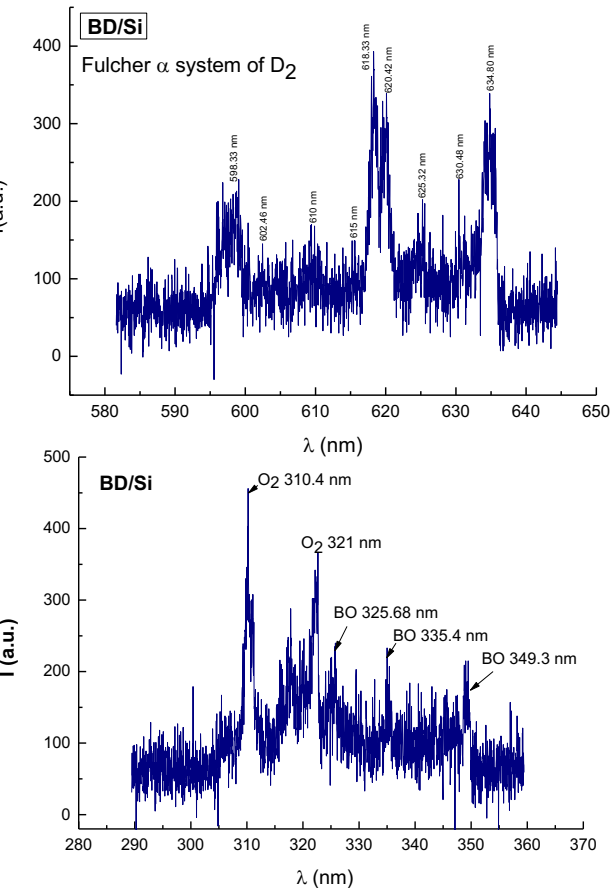 BD/Si
Fulcher α system of D2
618.33 nm
620.42 nm
634.80 nm
598.33 nm
602.46 nm
610 nm
615 nm
625.32 nm
630.48 nm
400
300
200
100
0
I(a.u.)
580 590 600 610 620 630 640 650
λ (nm)
500
BD/Si
O2 310.4 nm
400
O2 321 nm
300
BO 325.68 nm
BO 335.4 nm
BO 349.3 nm
200
100
0
I (a.u.)
280 290 300 310 320 330 340 350 360 370
λ (nm)